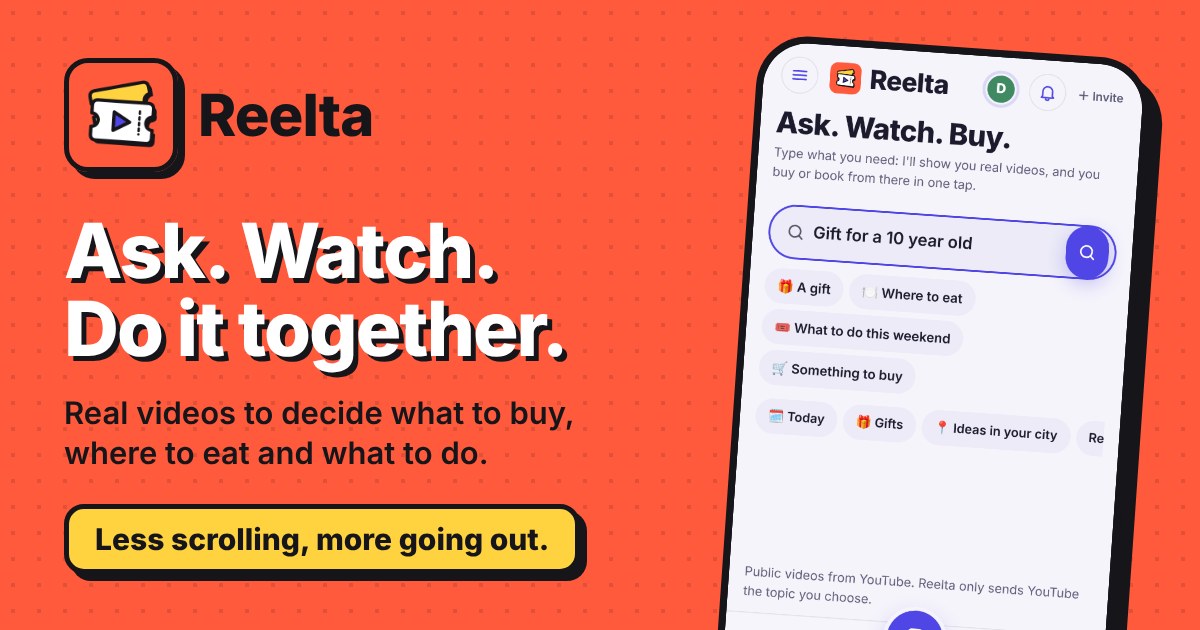 Reelta
Ask. Watch.
Do it together.
Real videos to decide what to buy,
where to eat and what to do.
Less scrolling, more going out.
Reelta
D
+ Invite
Ask. Watch. Buy.
Type what you need: I'll show you real videos, and you
buy or book from there in one tap.
Gift for a 10 year old
A gift
Where to eat
What to do this weekend
Something to buy
Today
Gifts
Ideas in your city
Re
Public videos from YouTube. Reelta only sends YouTube
the topic you choose.